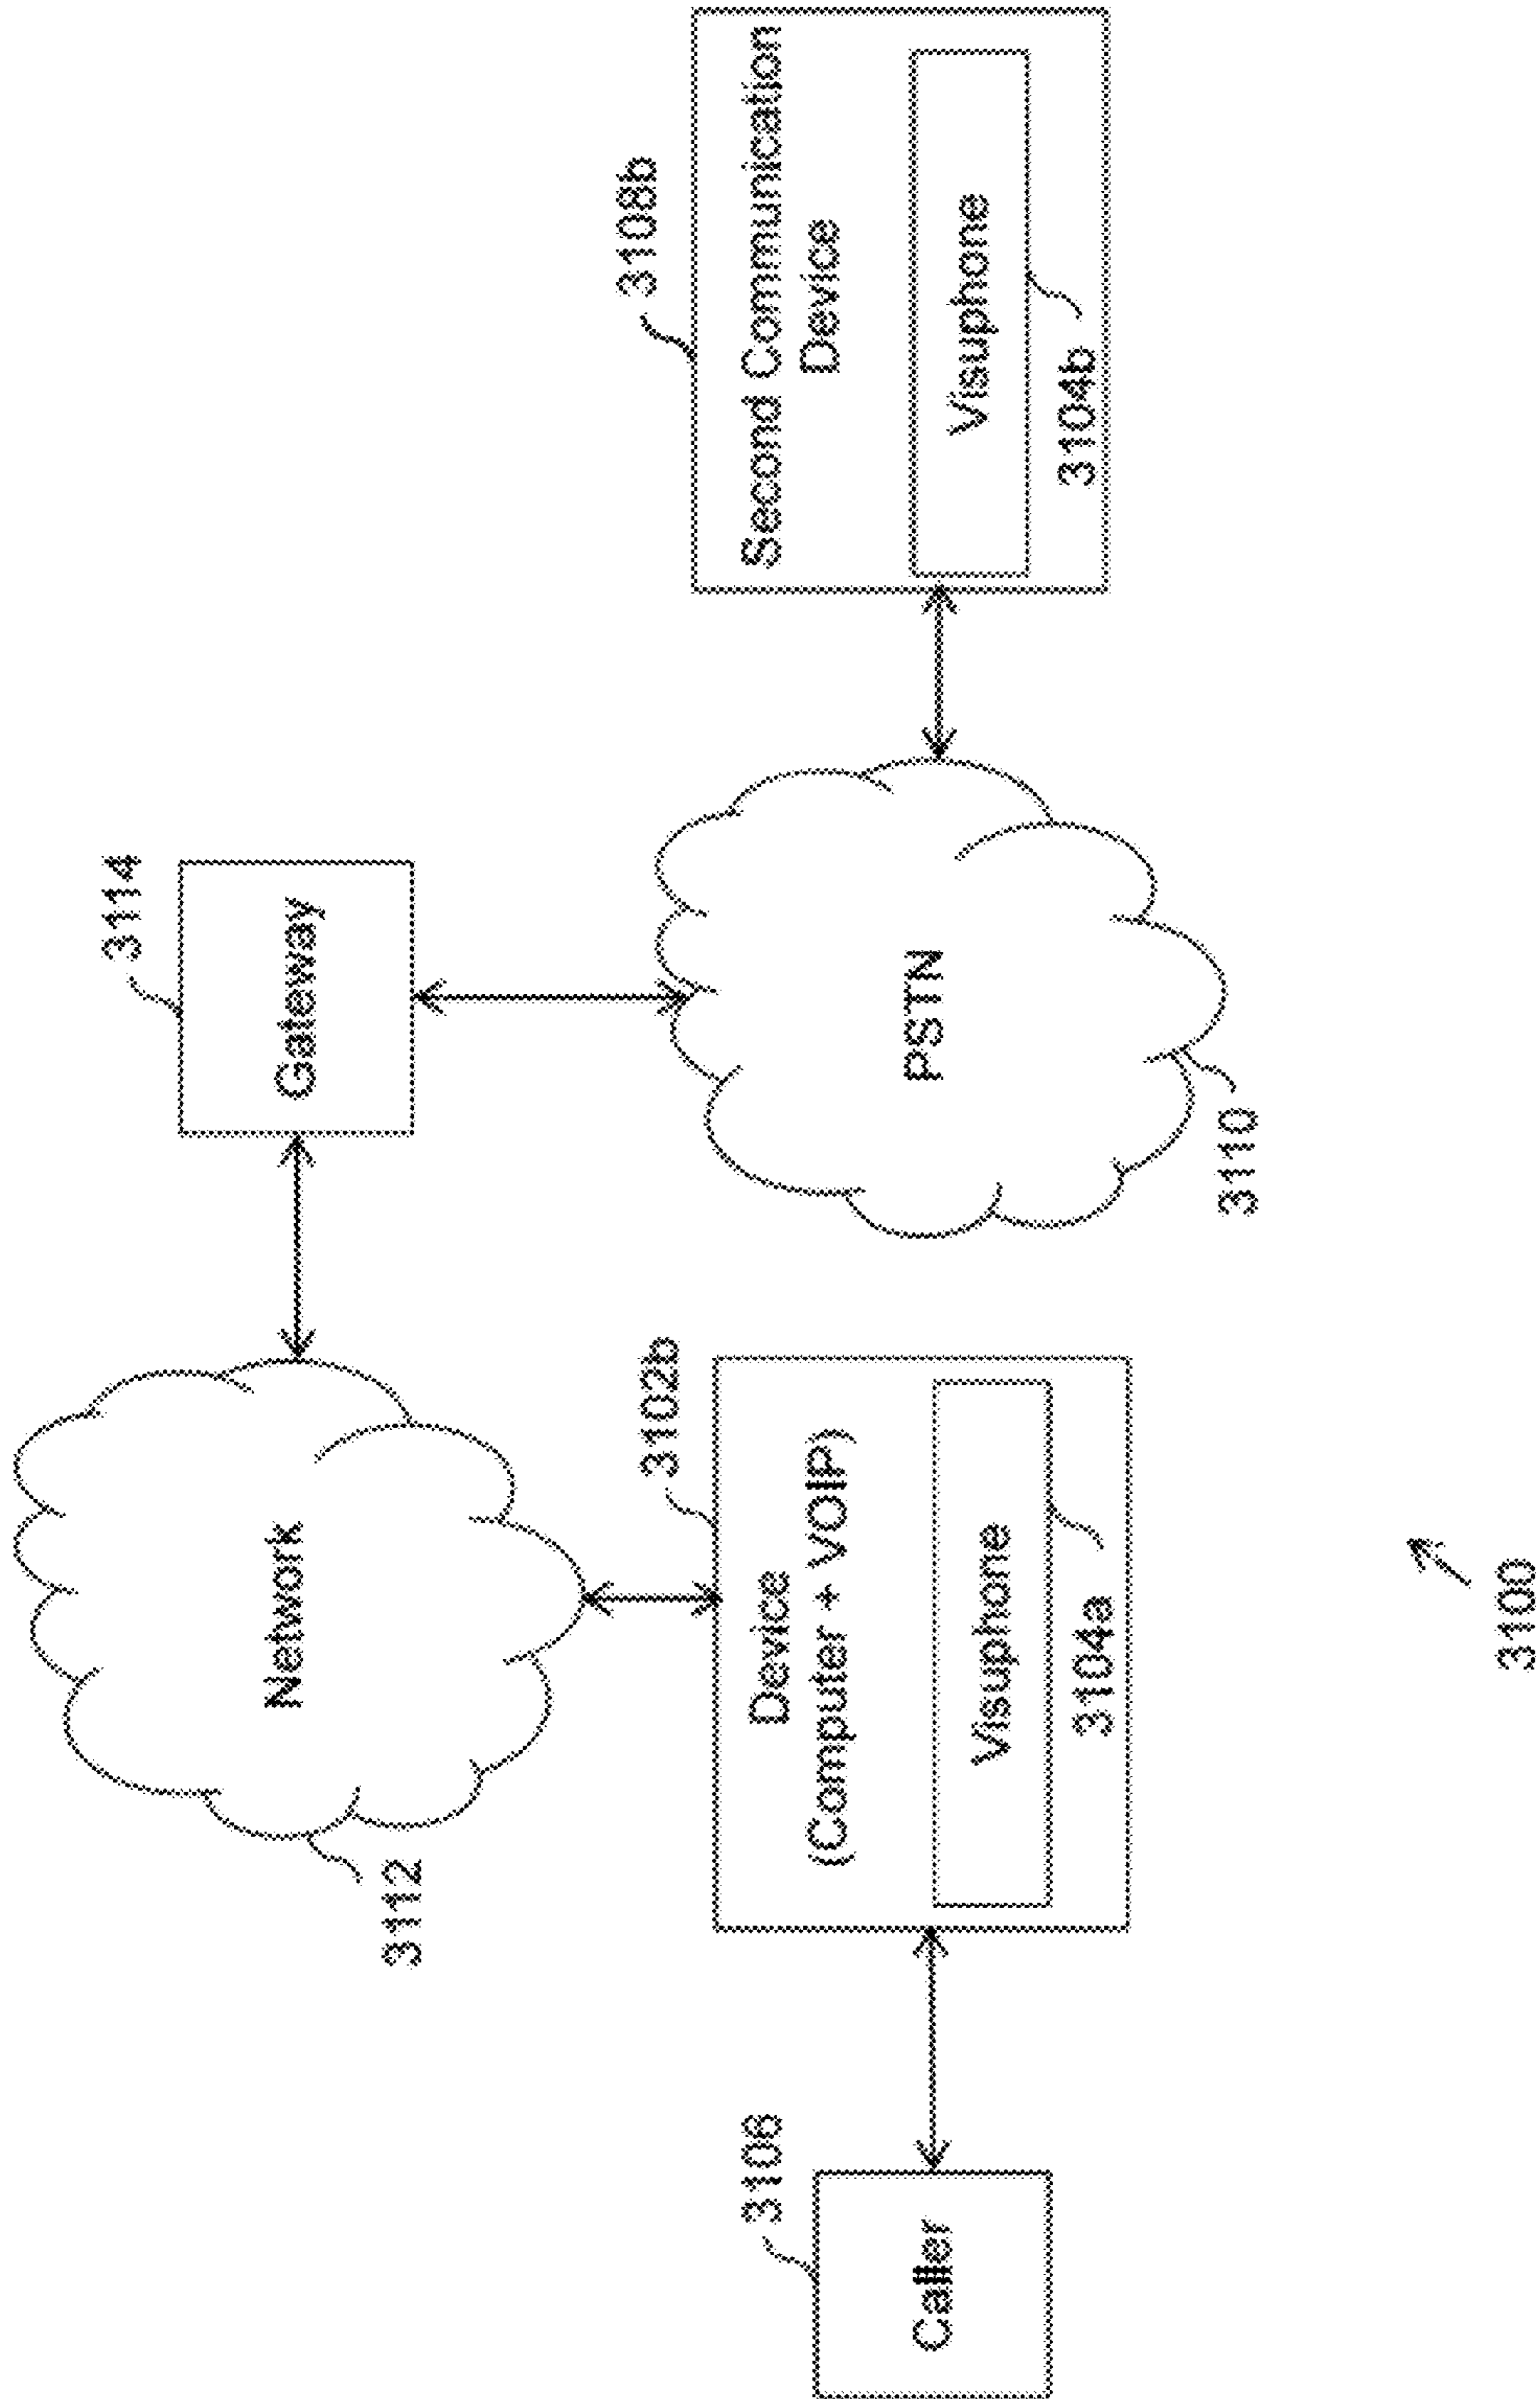 3114
Network
Gateway
3112
3102b
3108b
3106
Device
(Computer + VOIP)
Second Communication
Device
Caller
PSTN
Visuphone
Visuphone
3104a
3104b
3110
3100